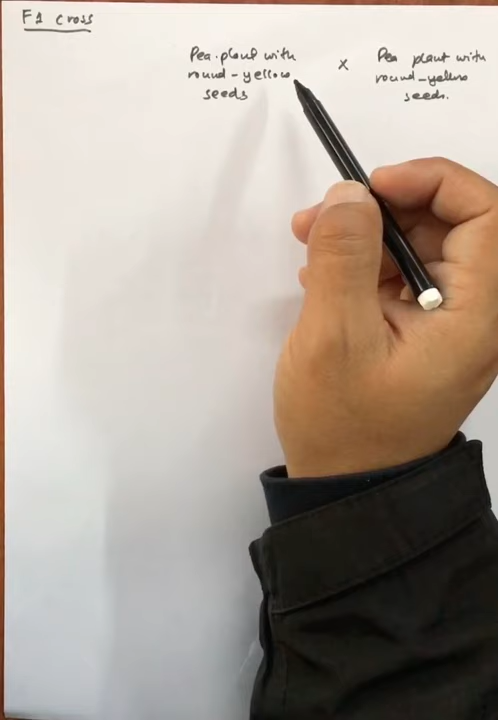 F1 cross
Pea plant with
round-yellow
seeds
x
Pea plant with
round-yellow
seeds.